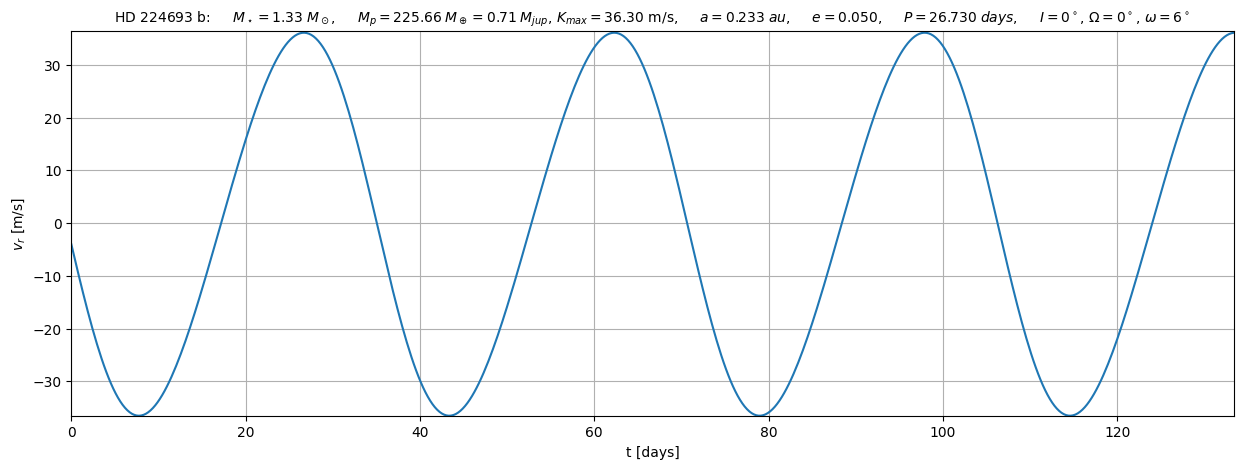 HD 224693 b: M⋆ = 1.33 M⊙, Mp = 225.66 M⊕ = 0.71 Mjup, Kmax = 36.30 m/s, a = 0.233 au, e = 0.050, P = 26.730 days, I = 0°, Ω = 0°, ω = 6°
30
20
10
0
−10
−20
−30
vr [m/s]
0 20 40 60 80 100 120
t [days]